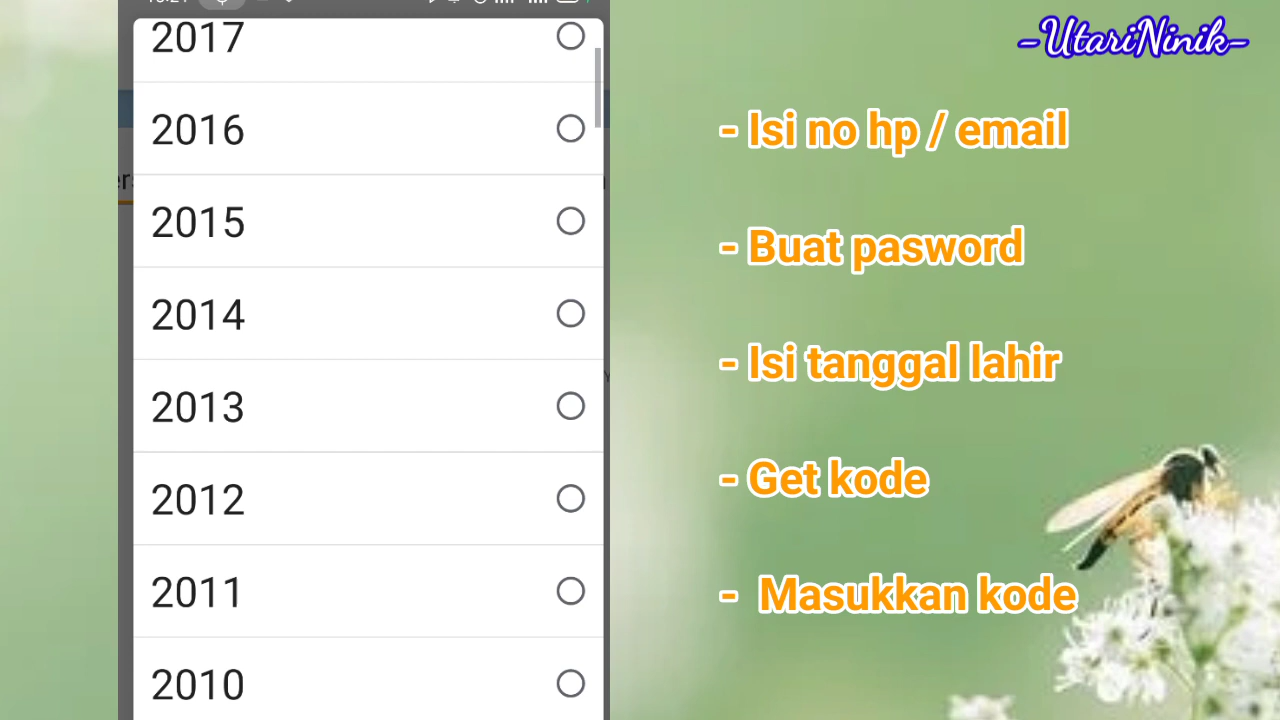 2017
2016
2015
2014
2013
2012
2011
2010
-UtariNinik-
- Isi no hp / email
- Buat pasword
- Isi tanggal lahir
- Get kode
- Masukkan kode